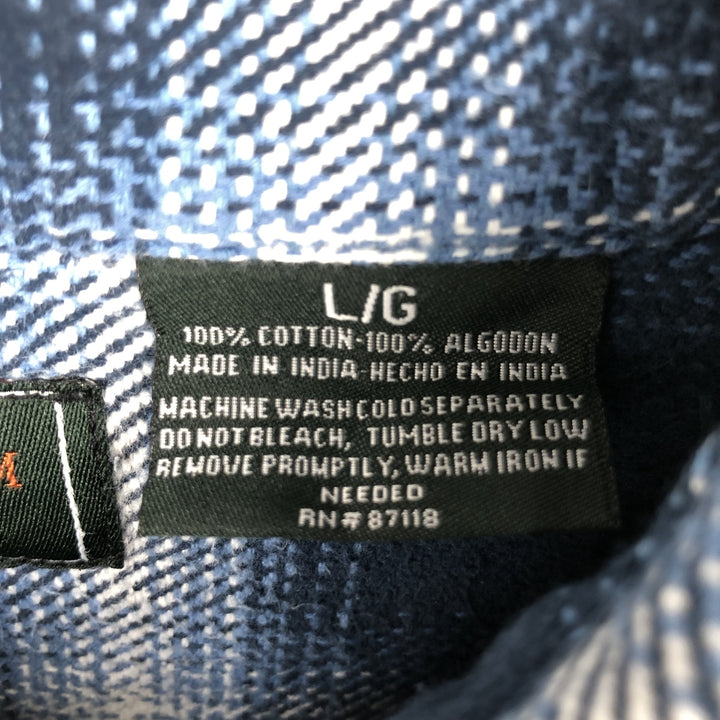 L/G
100% COTTON-100% ALGODON
MADE IN INDIA-HECHO EN INDIA
MACHINE WASH COLD SEPARATELY
DO NOT BLEACH, TUMBLE DRY LOW
REMOVE PROMPTLY, WARM IRON IF
NEEDED
RN# 87118